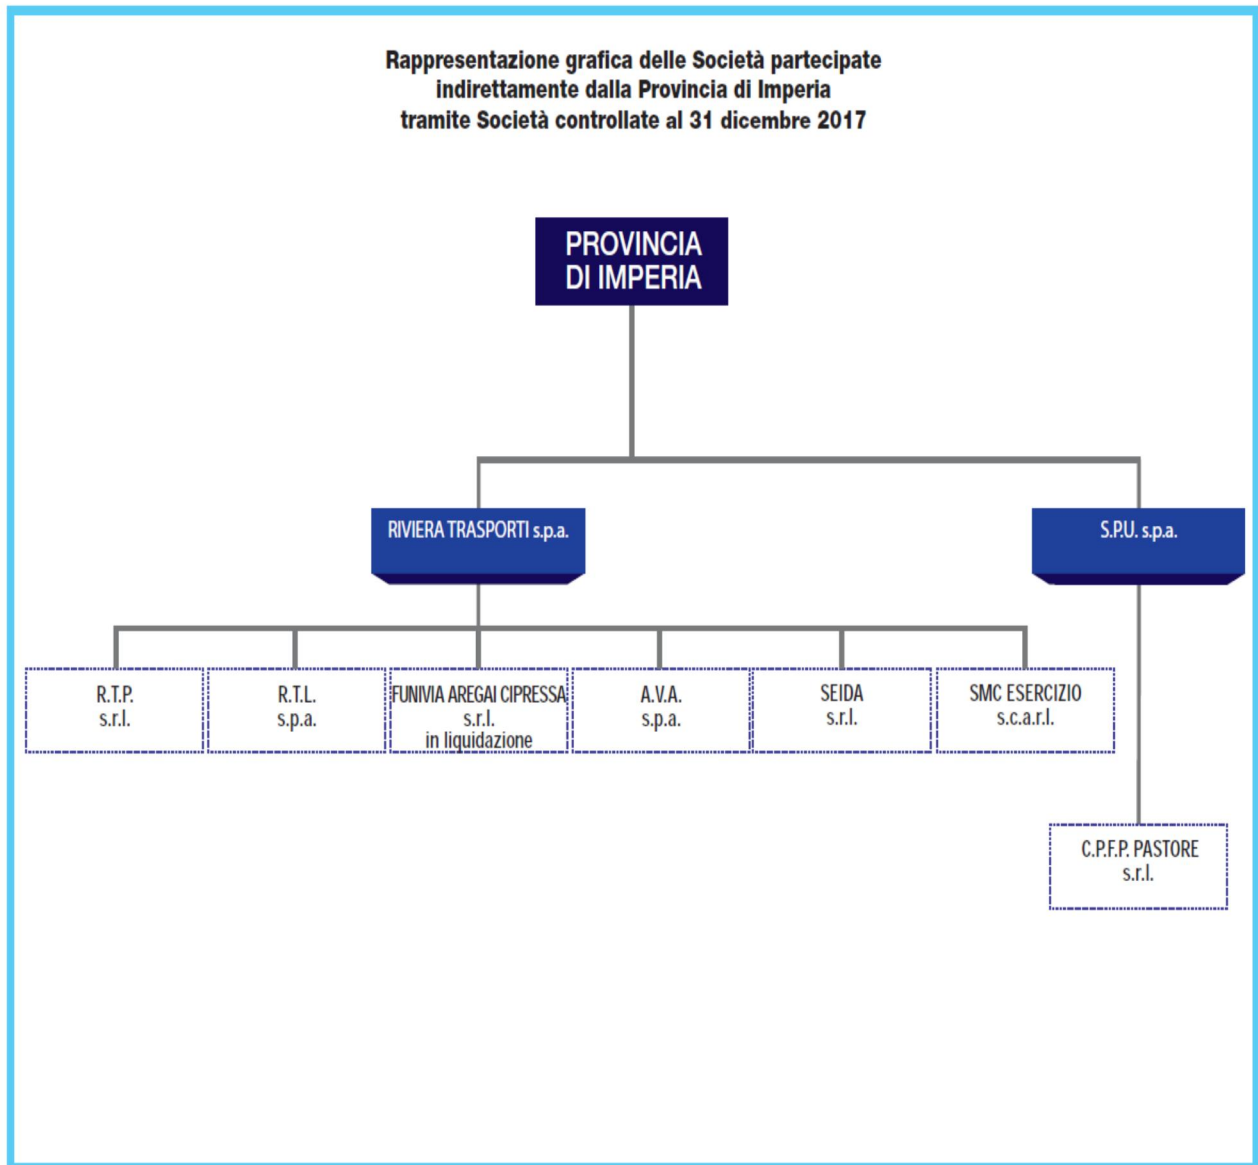 Rappresentazione grafica delle Società partecipate
indirettamente dalla Provincia di Imperia
tramite Società controllate al 31 dicembre 2017
PROVINCIA
DI IMPERIA
RIVIERA TRASPORTI s.p.a.
S.P.U. s.p.a.
R.T.P.
s.r.l.
R.T.L.
s.p.a.
FUNIVIA AREGAI CIPRESSA
s.r.l.
in liquidazione
A.V.A.
s.p.a.
SEIDA
s.r.l.
SMC ESERCIZIO
s.c.a.r.l.
C.P.F.P. PASTORE
s.r.l.